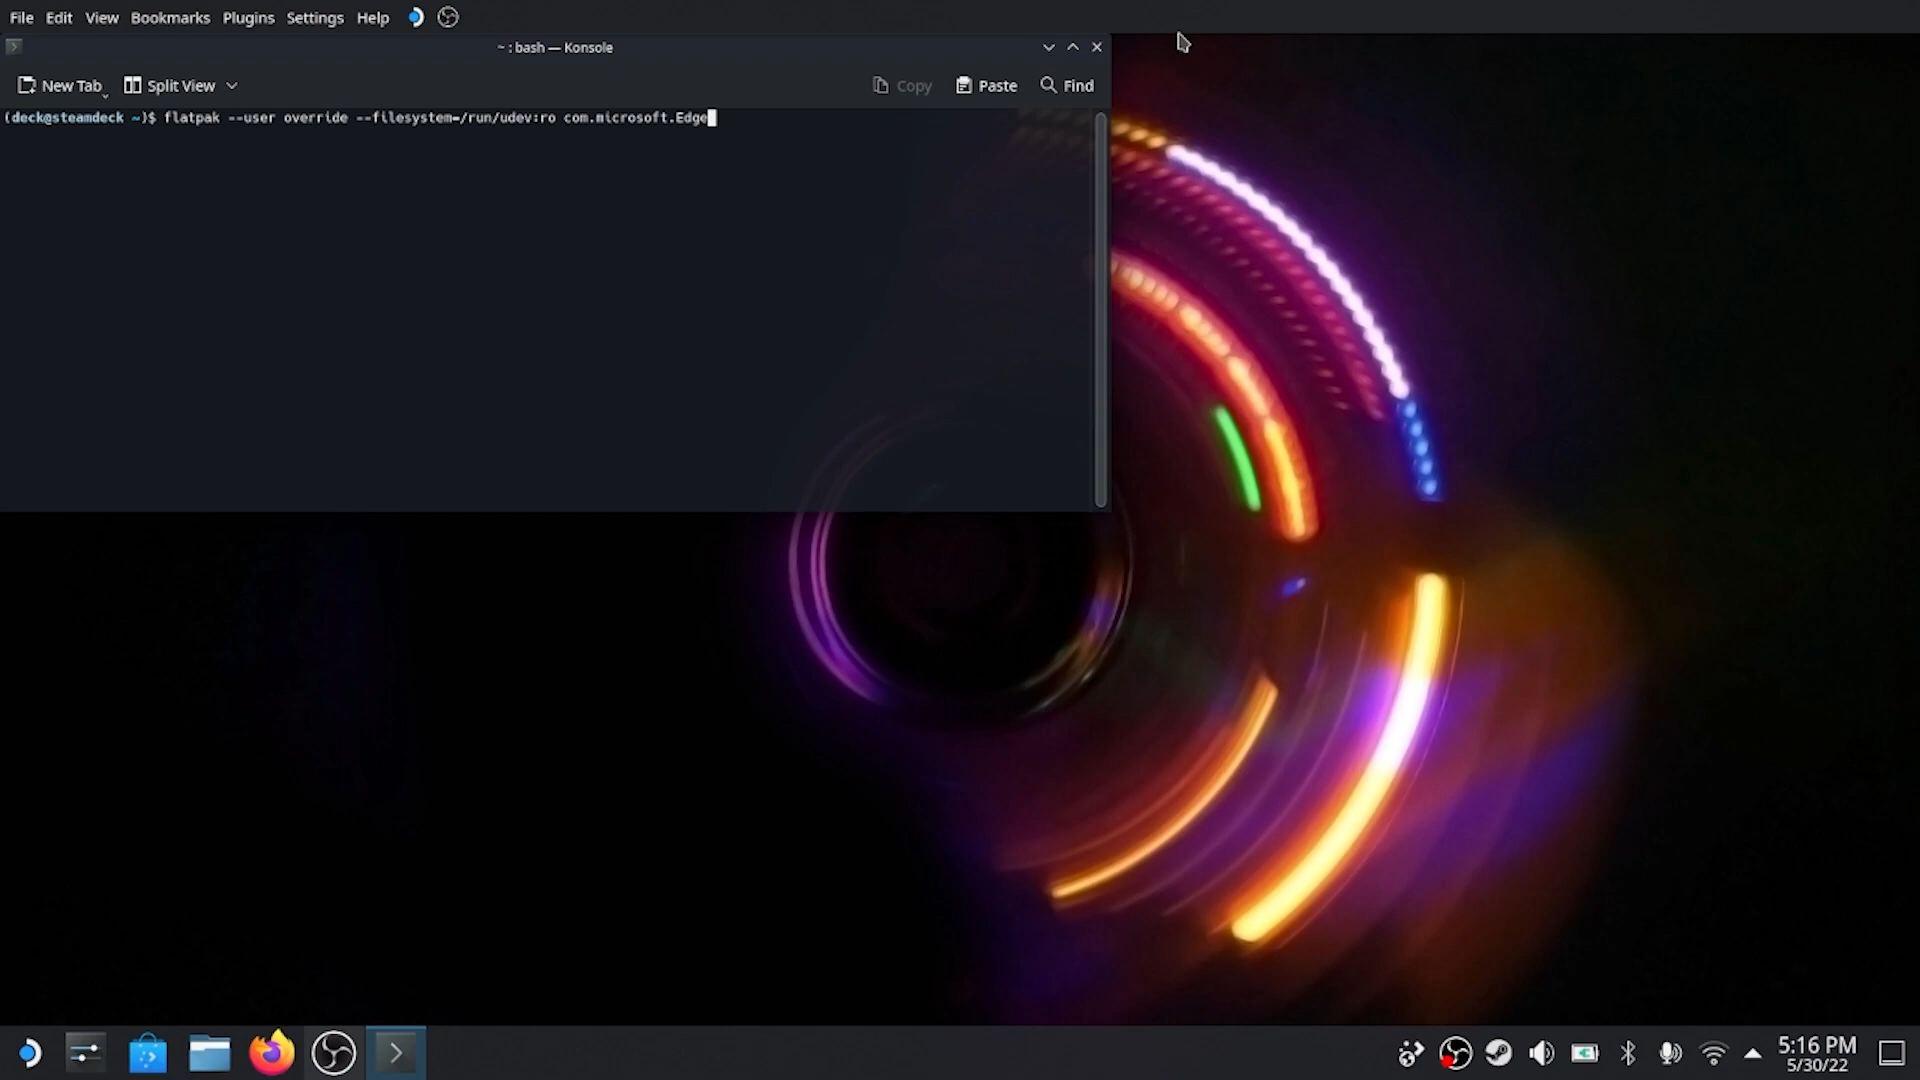 File Edit View Bookmarks Plugins Settings Help
~ : bash — Konsole
New Tab Split View Copy Paste Find
(deck@steamdeck ~)$ flatpak --user override --filesystem=/run/udev:ro com.microsoft.Edge
5:16 PM
5/30/22